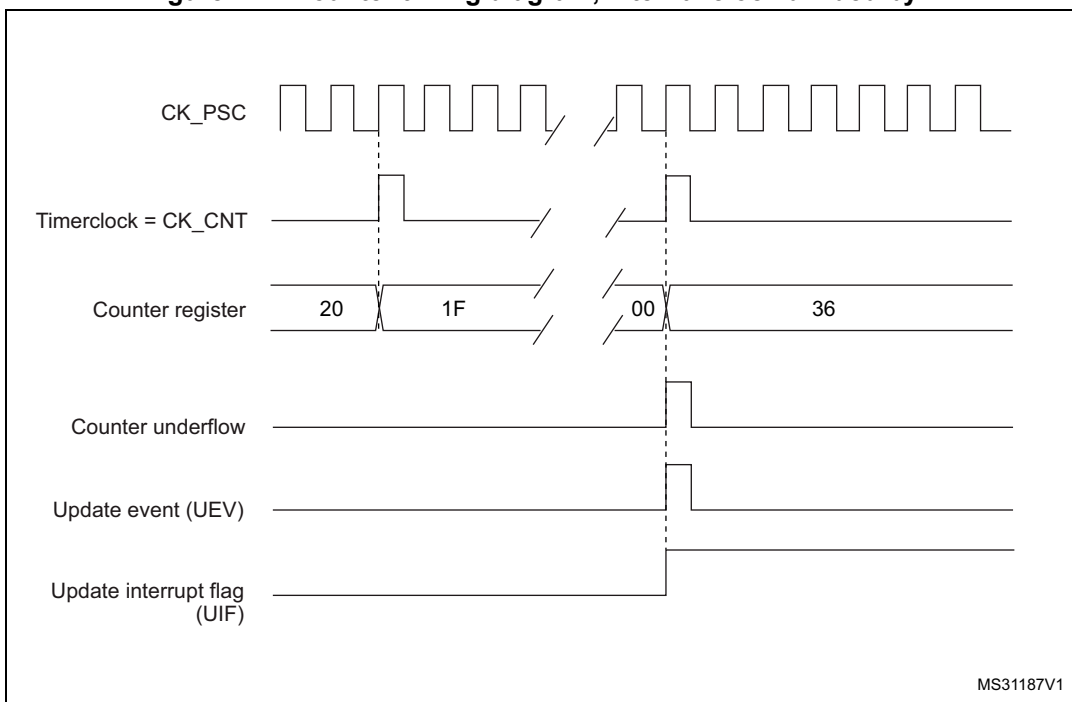 CK_PSC
Timerclock = CK_CNT
Counter register
20
1F
00
36
Counter underflow
Update event (UEV)
Update interrupt flag
(UIF)
MS31187V1